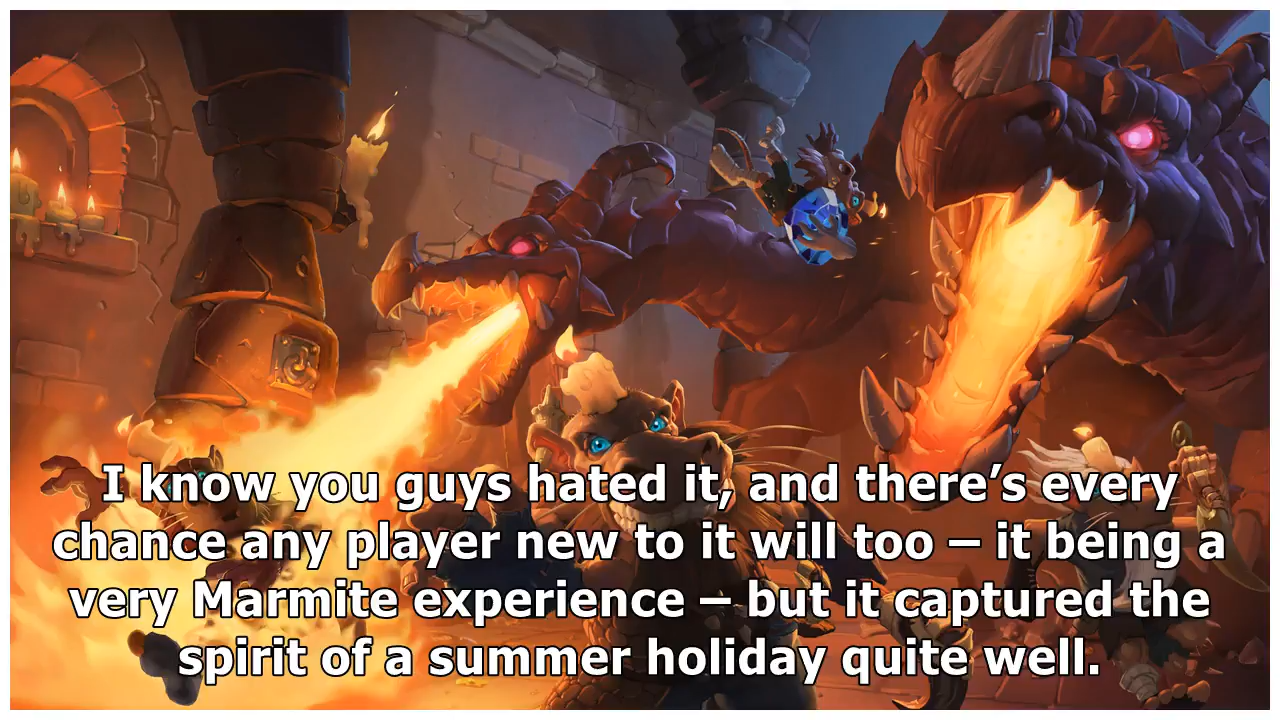 I know you guys hated it, and there’s every
chance any player new to it will too – it being a
very Marmite experience – but it captured the
spirit of a summer holiday quite well.